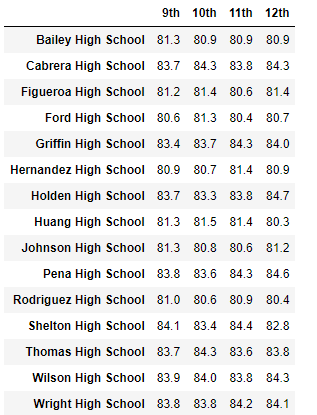 9th 10th 11th 12th
Bailey High School 81.3 80.9 80.9 80.9
Cabrera High School 83.7 84.3 83.8 84.3
Figueroa High School 81.2 81.4 80.6 81.4
Ford High School 80.6 81.3 80.4 80.7
Griffin High School 83.4 83.7 84.3 84.0
Hernandez High School 80.9 80.7 81.4 80.9
Holden High School 83.7 83.3 83.8 84.7
Huang High School 81.3 81.5 81.4 80.3
Johnson High School 81.3 80.8 80.6 81.2
Pena High School 83.8 83.6 84.3 84.6
Rodriguez High School 81.0 80.6 80.9 80.4
Shelton High School 84.1 83.4 84.4 82.8
Thomas High School 83.7 84.3 83.6 83.8
Wilson High School 83.9 84.0 83.8 84.3
Wright High School 83.8 83.8 84.2 84.1